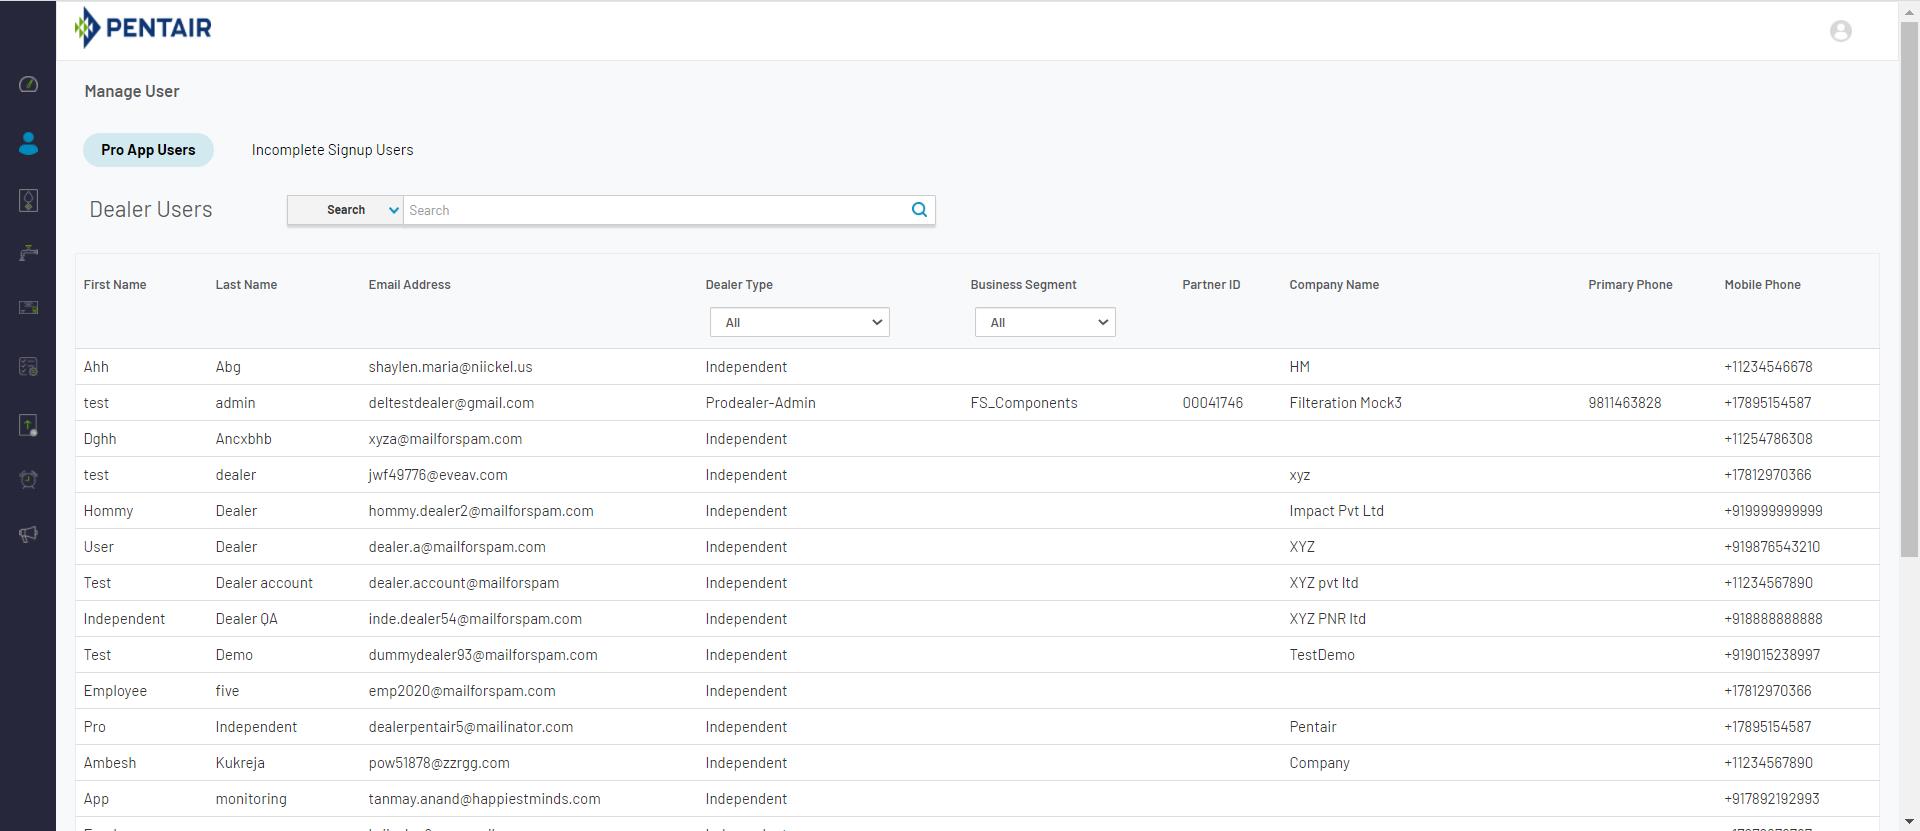 PENTAIR
Manage User
Pro App Users Incomplete Signup Users
Dealer Users Search Search
First Name Last Name Email Address Dealer Type Business Segment Partner ID Company Name Primary Phone Mobile Phone
All All
Ahh Abg shaylen.maria@niickel.us Independent HM +11234546678
test admin deltestdealer@gmail.com Prodealer-Admin FS_Components 00041746 Filteration Mock3 9811463828 +17895154587
Dghh Ancxbhb xyza@mailforspam.com Independent +11254786308
test dealer jwf49776@eveav.com Independent xyz +17812970366
Hommy Dealer hommy.dealer2@mailforspam.com Independent Impact Pvt Ltd +919999999999
User Dealer dealer.a@mailforspam.com Independent XYZ +919876543210
Test Dealer account dealer.account@mailforspam Independent XYZ pvt ltd +11234567890
Independent Dealer QA inde.dealer54@mailforspam.com Independent XYZ PNR ltd +918888888888
Test Demo dummydealer93@mailforspam.com Independent TestDemo +919015238997
Employee five emp2020@mailforspam.com Independent +17812970366
Pro Independent dealerpentair5@mailinator.com Independent Pentair +17895154587
Ambesh Kukreja pow51878@zzrgg.com Independent Company +11234567890
App monitoring tanmay.anand@happiestminds.com Independent +917892192993